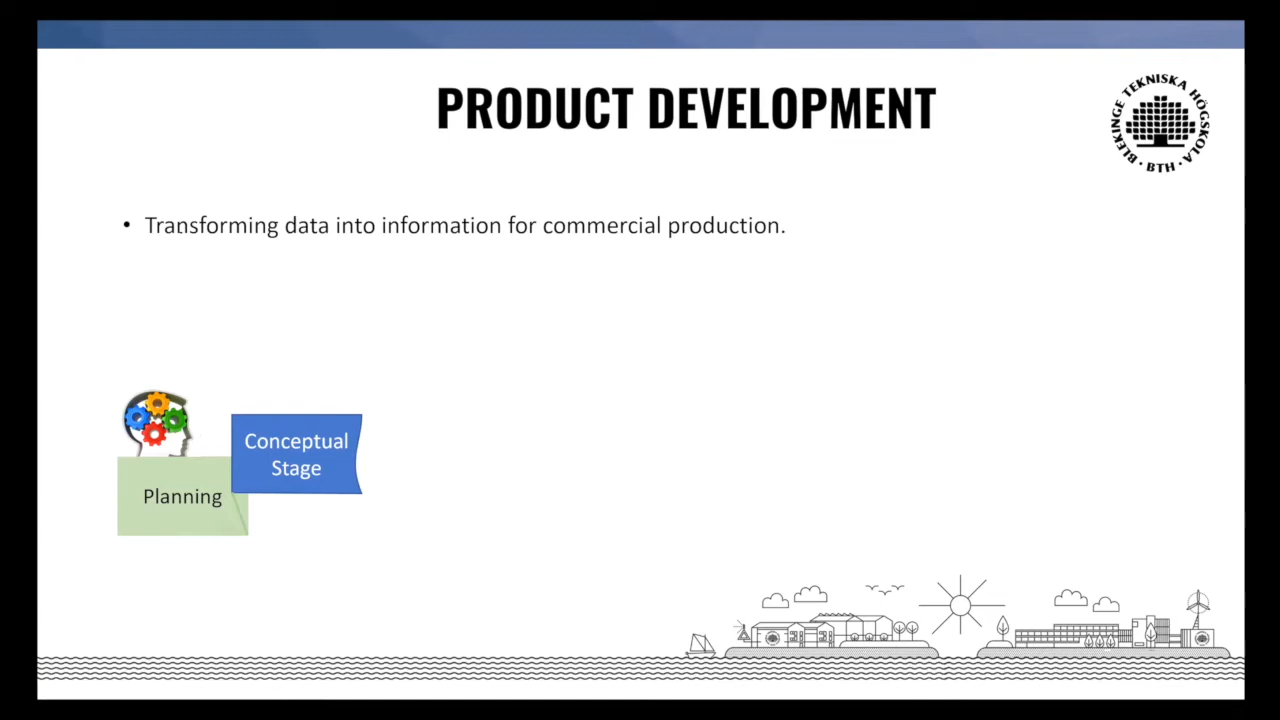 PRODUCT DEVELOPMENT
BLEKINGE TEKNISKA HÖGSKOLA
· BTH ·
• Transforming data into information for commercial production.
Conceptual
Stage
Planning